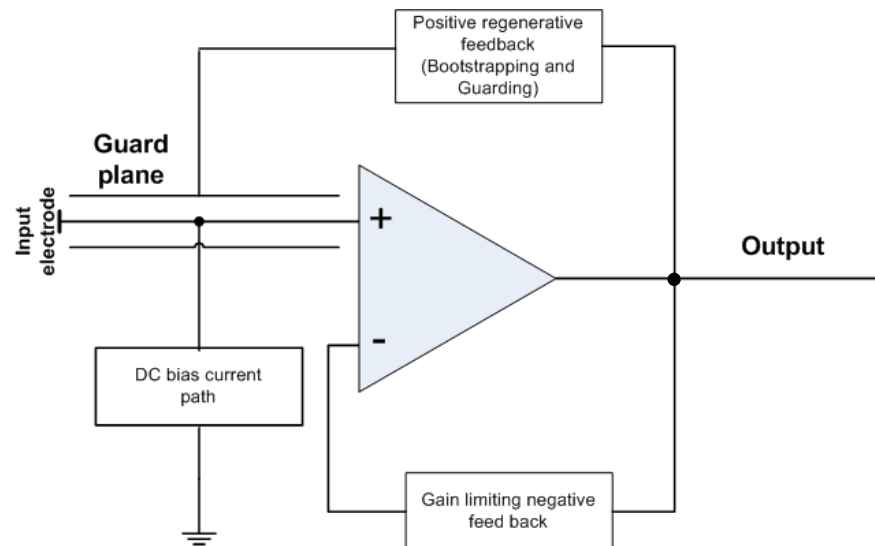 Positive regenerative
feedback
(Bootstrapping and
Guarding)
Guard
plane
Input
electrode
+
-
Output
DC bias current
path
Gain limiting negative
feed back